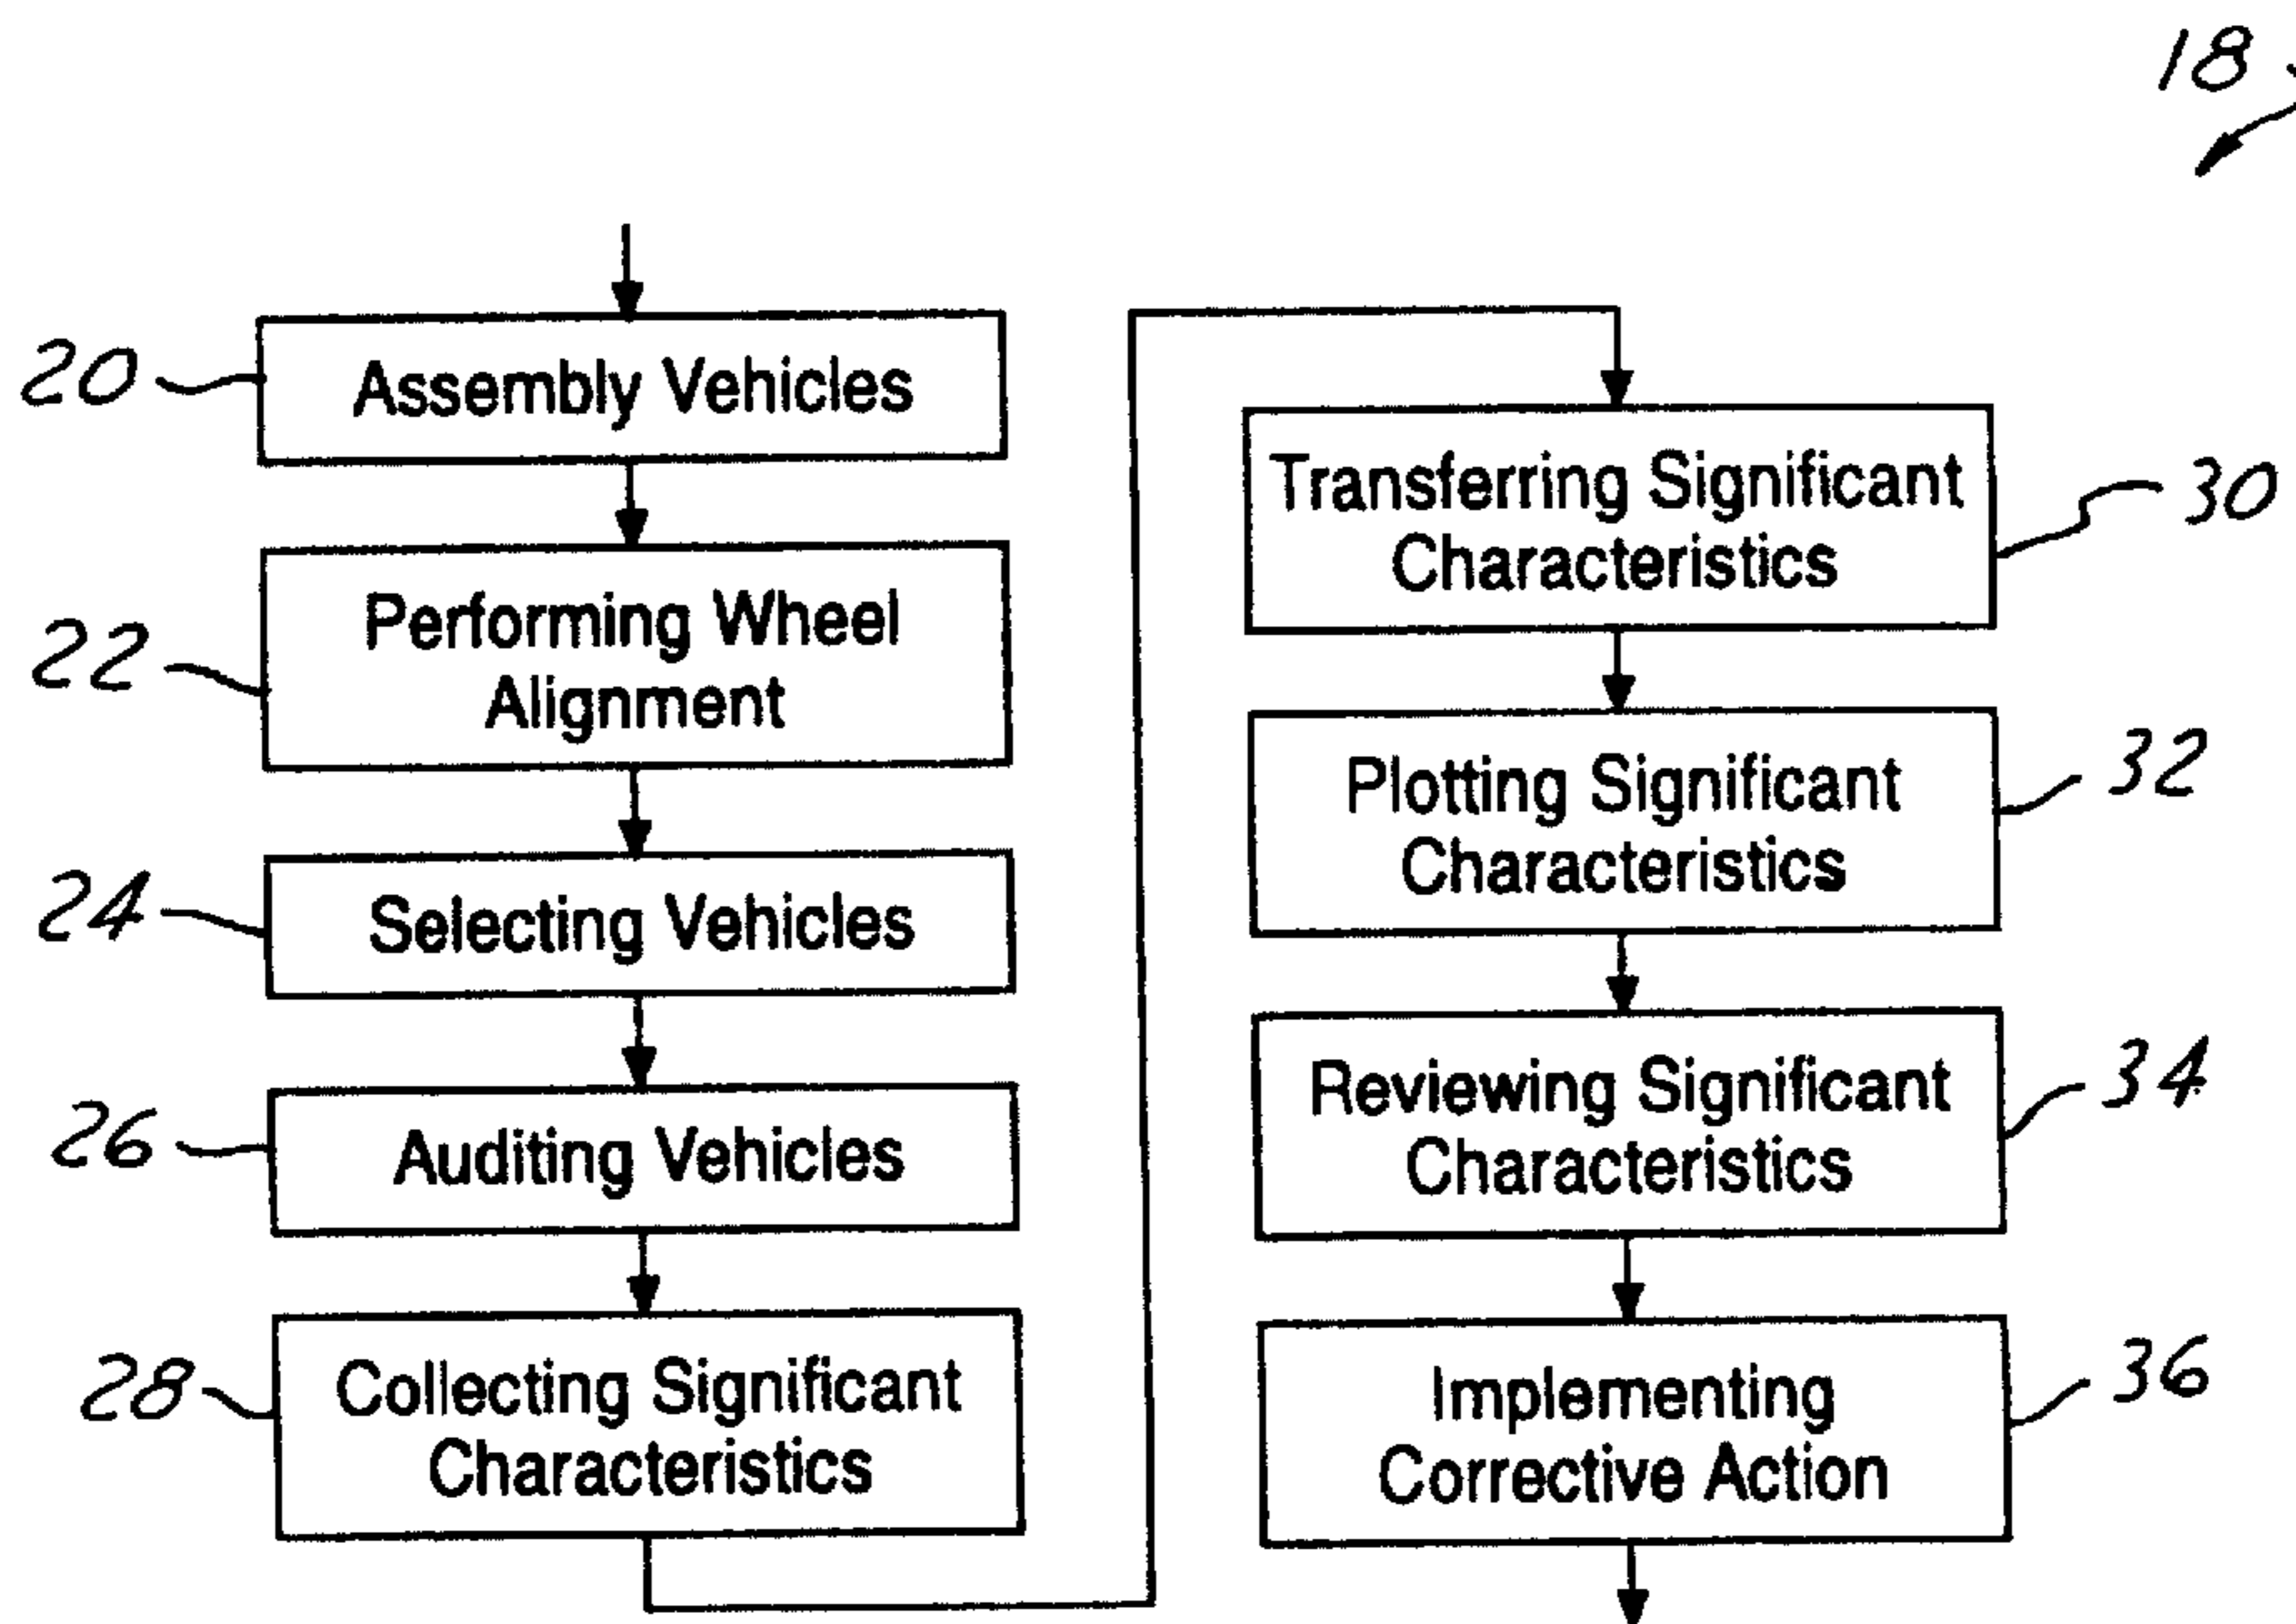 18
20
Assembly Vehicles
22
Performing Wheel
Alignment
24
Selecting Vehicles
26
Auditing Vehicles
28
Collecting Significant
Characteristics
Transferring Significant
Characteristics
30
Plotting Significant
Characteristics
32
Reviewing Significant
Characteristics
34
Implementing
Corrective Action
36